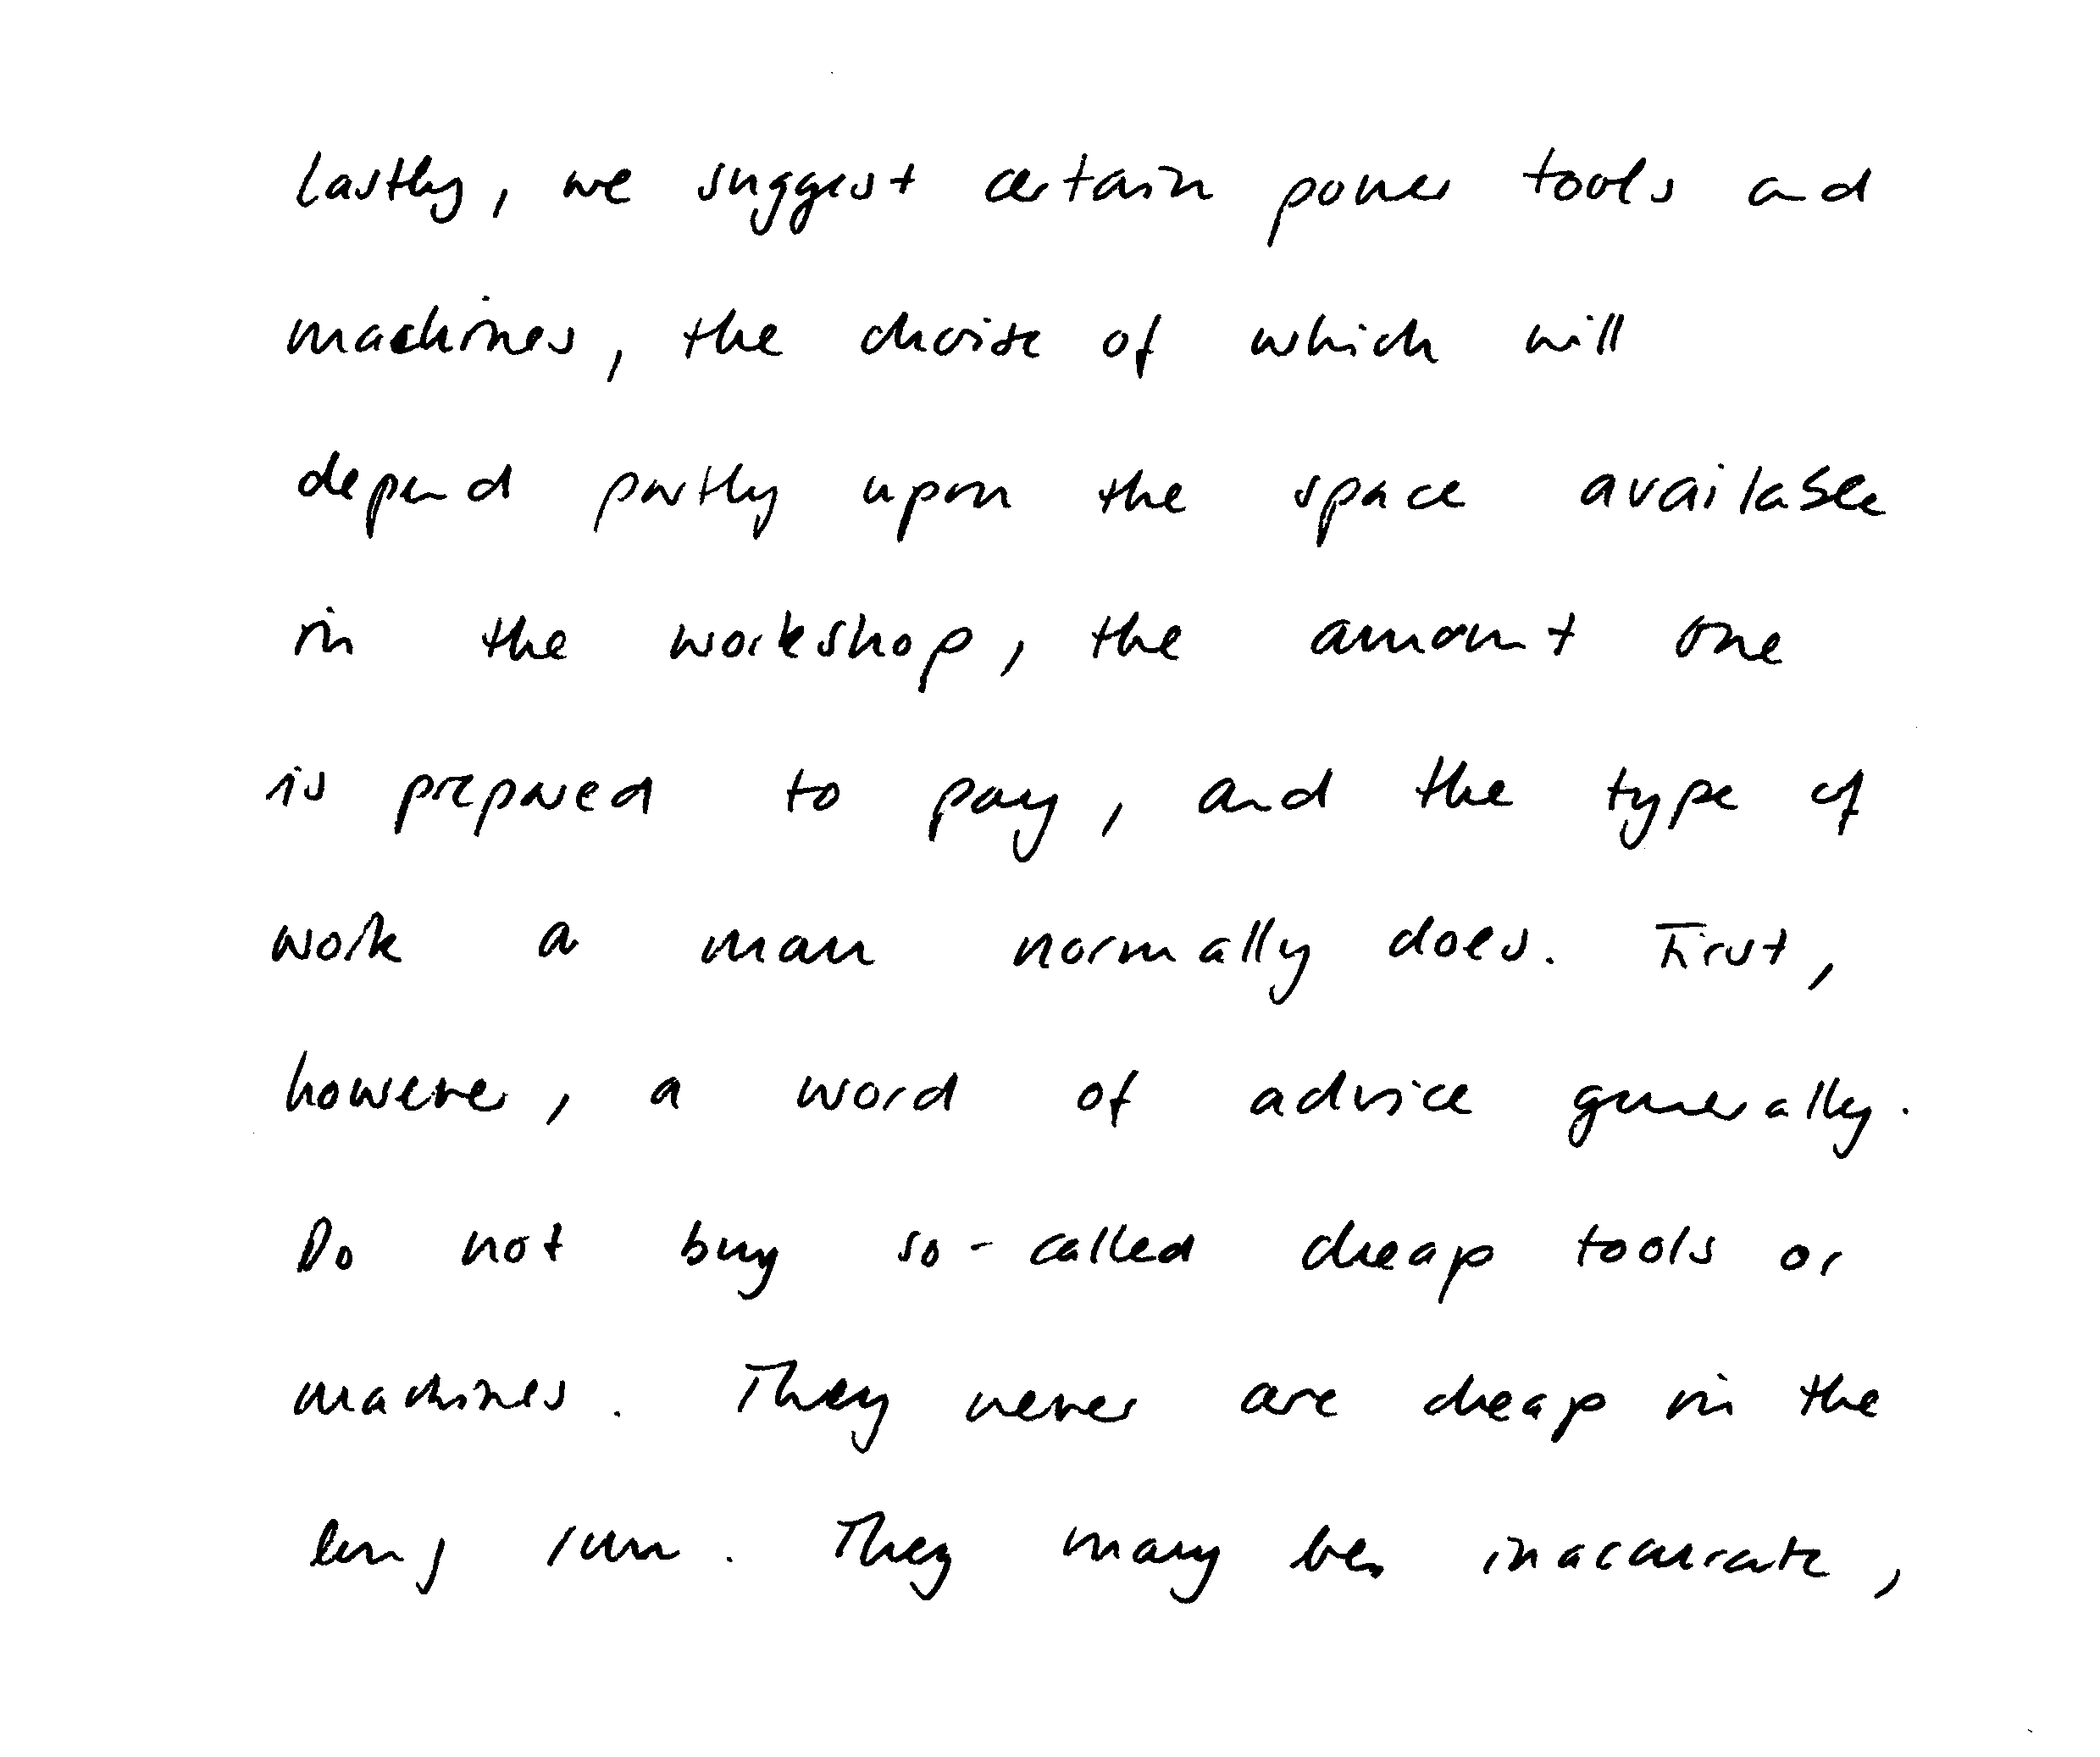 Lastly, we suggest certain power tools and
machines, the choise of which will
depend partly upon the space available
in the workshop, the amount one
is prepared to pay, and the type of
work a man normally does. First,
however, a word of advice generally.
Do not buy so-called cheap tools or
machines. They never are cheap in the
long run. They may be inaccurate,